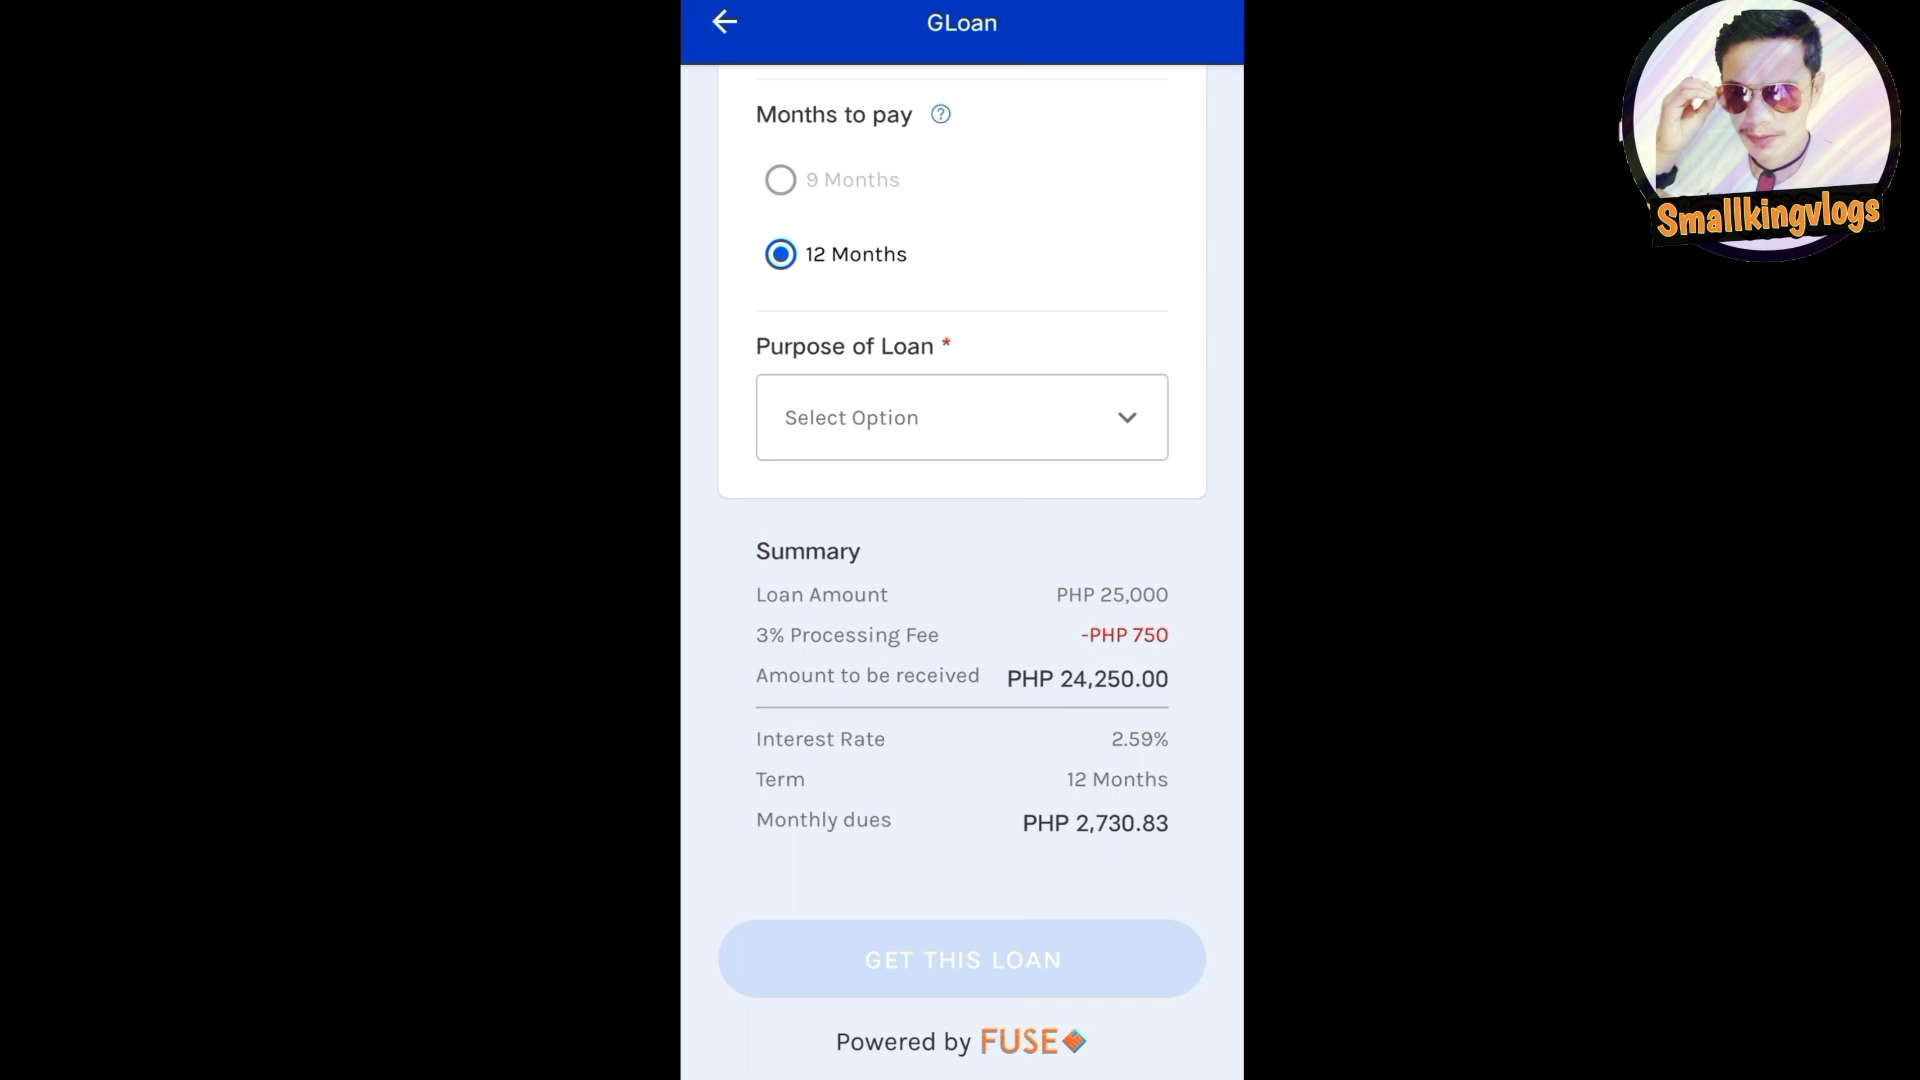 GLoan
Months to pay ?
9 Months
12 Months
Purpose of Loan *
Select Option
Summary
Loan Amount PHP 25,000
3% Processing Fee -PHP 750
Amount to be received PHP 24,250.00
Interest Rate 2.59%
Term 12 Months
Monthly dues PHP 2,730.83
GET THIS LOAN
Powered by FUSE
Smallkingvlogs